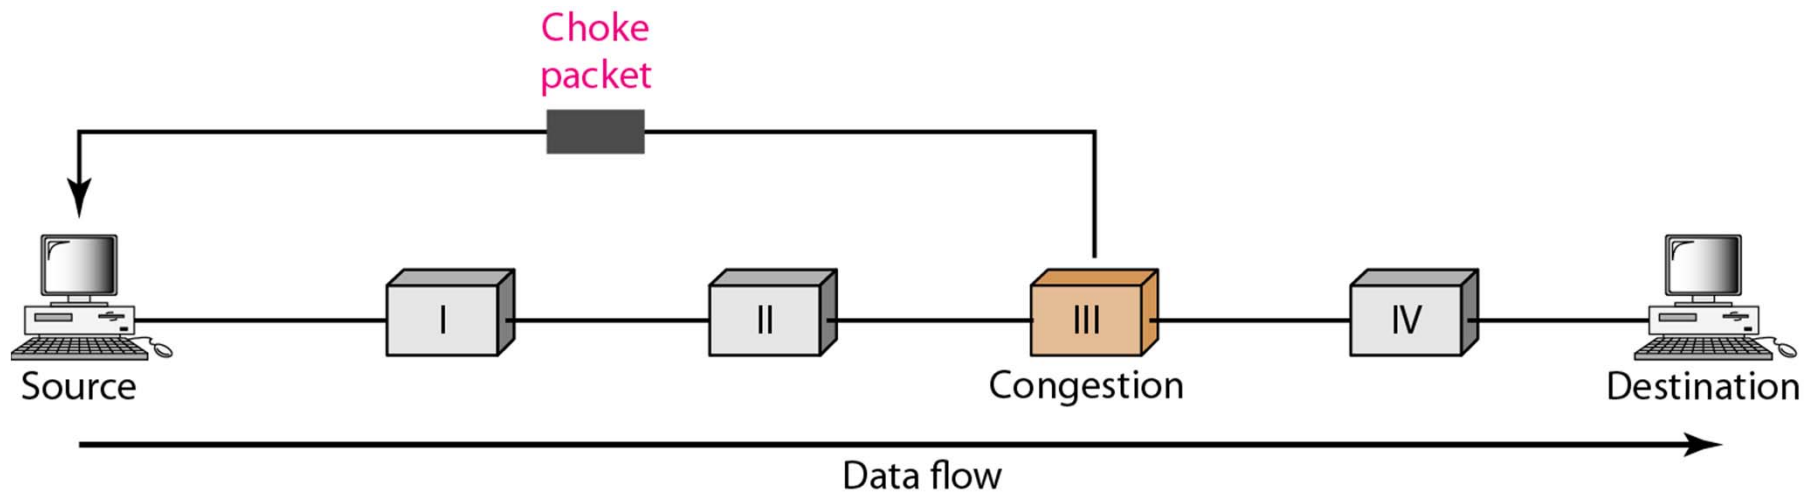 Choke
packet
I
II
III
IV
Source
Congestion
Destination
Data flow